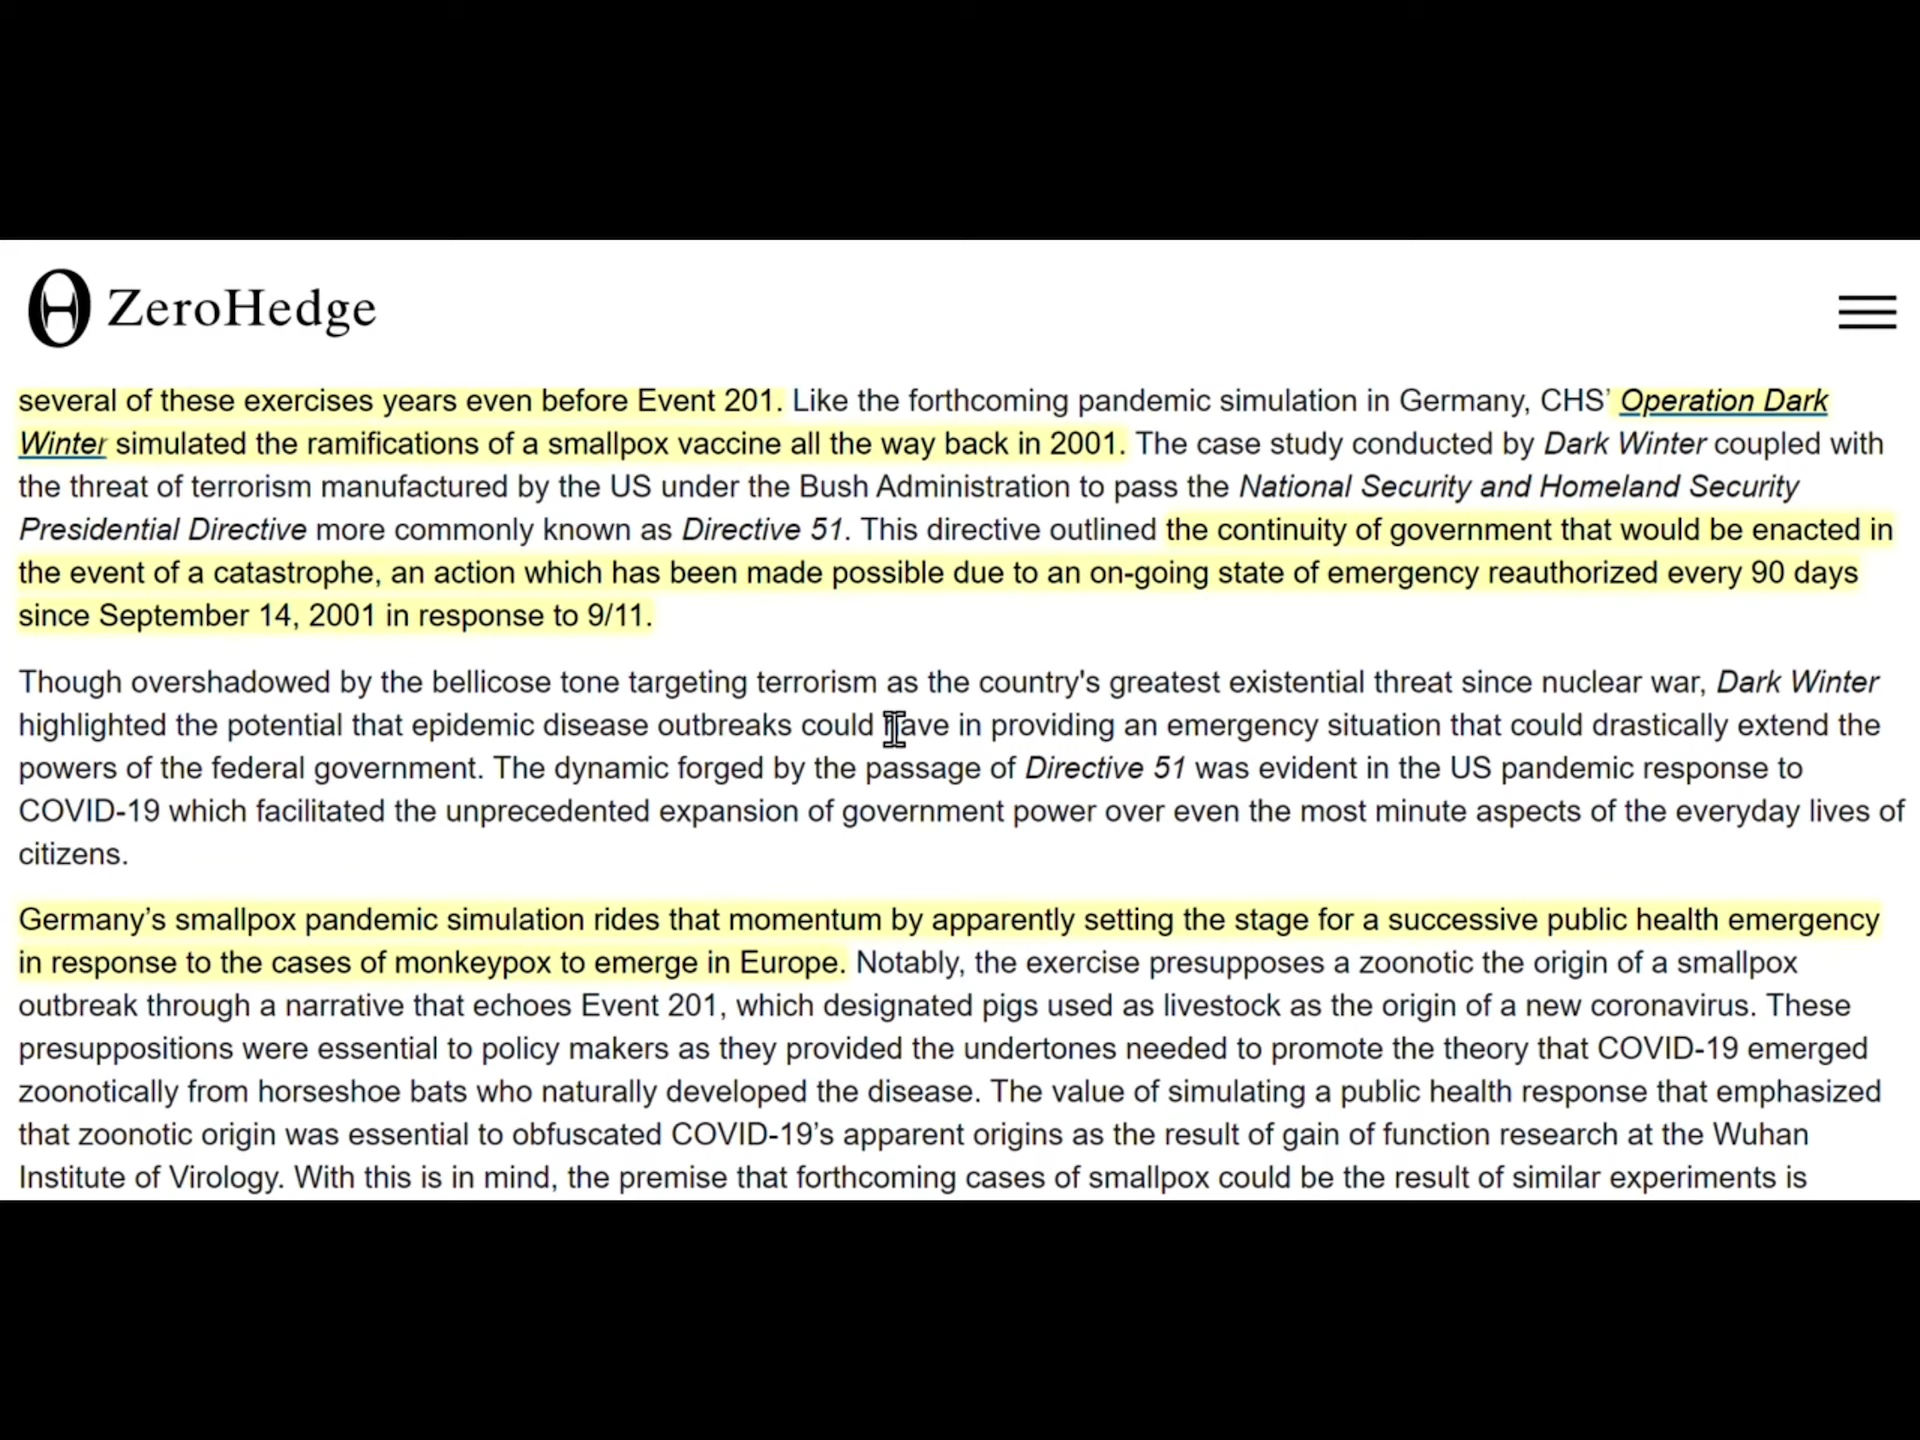 ZeroHedge
several of these exercises years even before Event 201. Like the forthcoming pandemic simulation in Germany, CHS’ Operation Dark
Winter simulated the ramifications of a smallpox vaccine all the way back in 2001. The case study conducted by Dark Winter coupled with
the threat of terrorism manufactured by the US under the Bush Administration to pass the National Security and Homeland Security
Presidential Directive more commonly known as Directive 51. This directive outlined the continuity of government that would be enacted in
the event of a catastrophe, an action which has been made possible due to an on-going state of emergency reauthorized every 90 days
since September 14, 2001 in response to 9/11.
Though overshadowed by the bellicose tone targeting terrorism as the country's greatest existential threat since nuclear war, Dark Winter
highlighted the potential that epidemic disease outbreaks could have in providing an emergency situation that could drastically extend the
powers of the federal government. The dynamic forged by the passage of Directive 51 was evident in the US pandemic response to
COVID-19 which facilitated the unprecedented expansion of government power over even the most minute aspects of the everyday lives of
citizens.
Germany’s smallpox pandemic simulation rides that momentum by apparently setting the stage for a successive public health emergency
in response to the cases of monkeypox to emerge in Europe. Notably, the exercise presupposes a zoonotic the origin of a smallpox
outbreak through a narrative that echoes Event 201, which designated pigs used as livestock as the origin of a new coronavirus. These
presuppositions were essential to policy makers as they provided the undertones needed to promote the theory that COVID-19 emerged
zoonotically from horseshoe bats who naturally developed the disease. The value of simulating a public health response that emphasized
that zoonotic origin was essential to obfuscated COVID-19’s apparent origins as the result of gain of function research at the Wuhan
Institute of Virology. With this is in mind, the premise that forthcoming cases of smallpox could be the result of similar experiments is